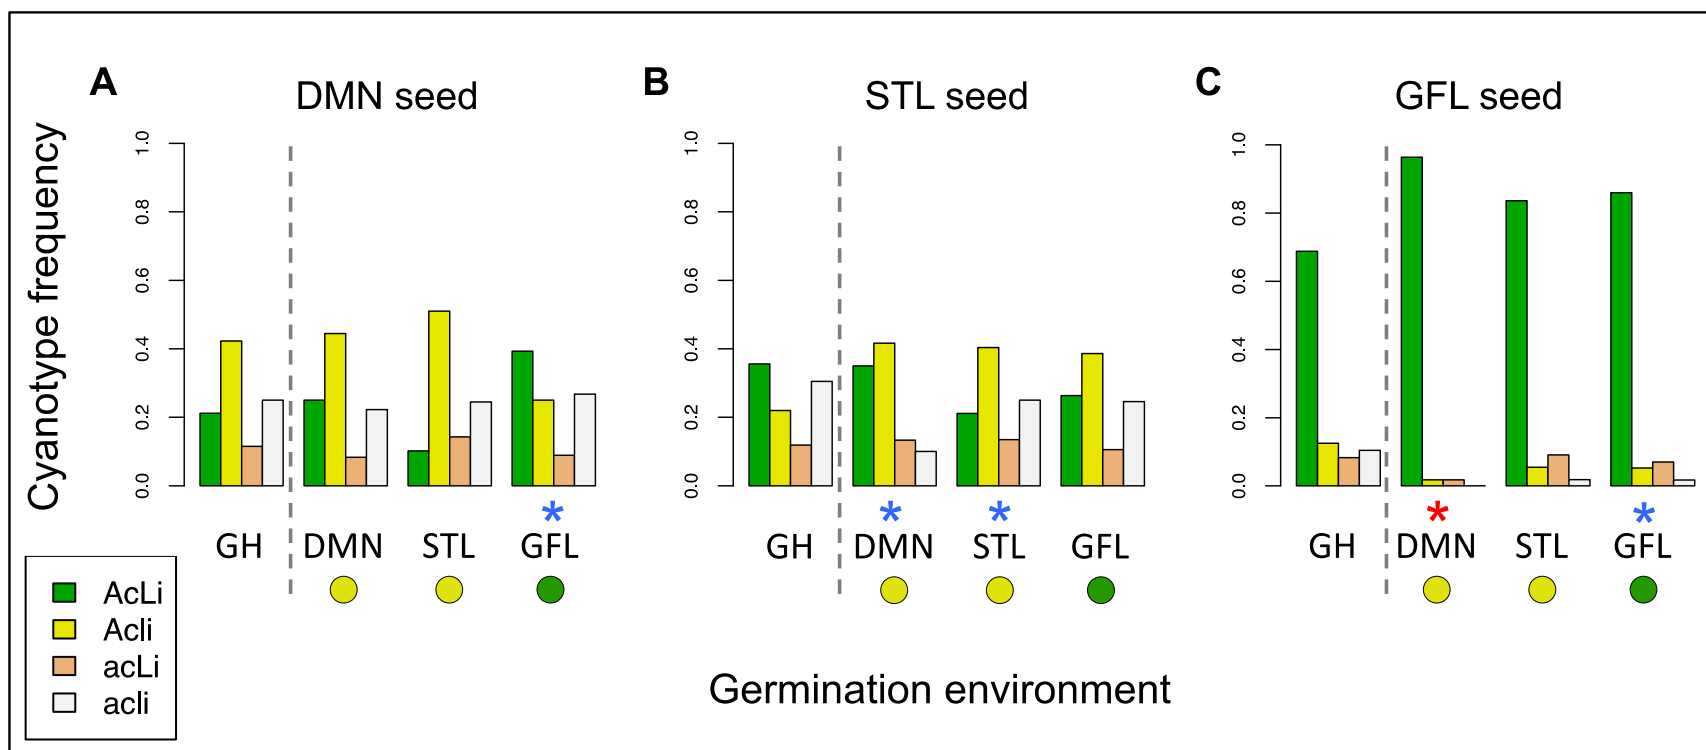 A
DMN seed
B
STL seed
C
GFL seed
Cyanotype frequency
0.0 0.2 0.4 0.6 0.8 1.0
0.0 0.2 0.4 0.6 0.8 1.0
0.0 0.2 0.4 0.6 0.8 1.0
*
* *
* *
GH DMN STL GFL
GH DMN STL GFL
GH DMN STL GFL
AcLi
Acli
acLi
acli
Germination environment